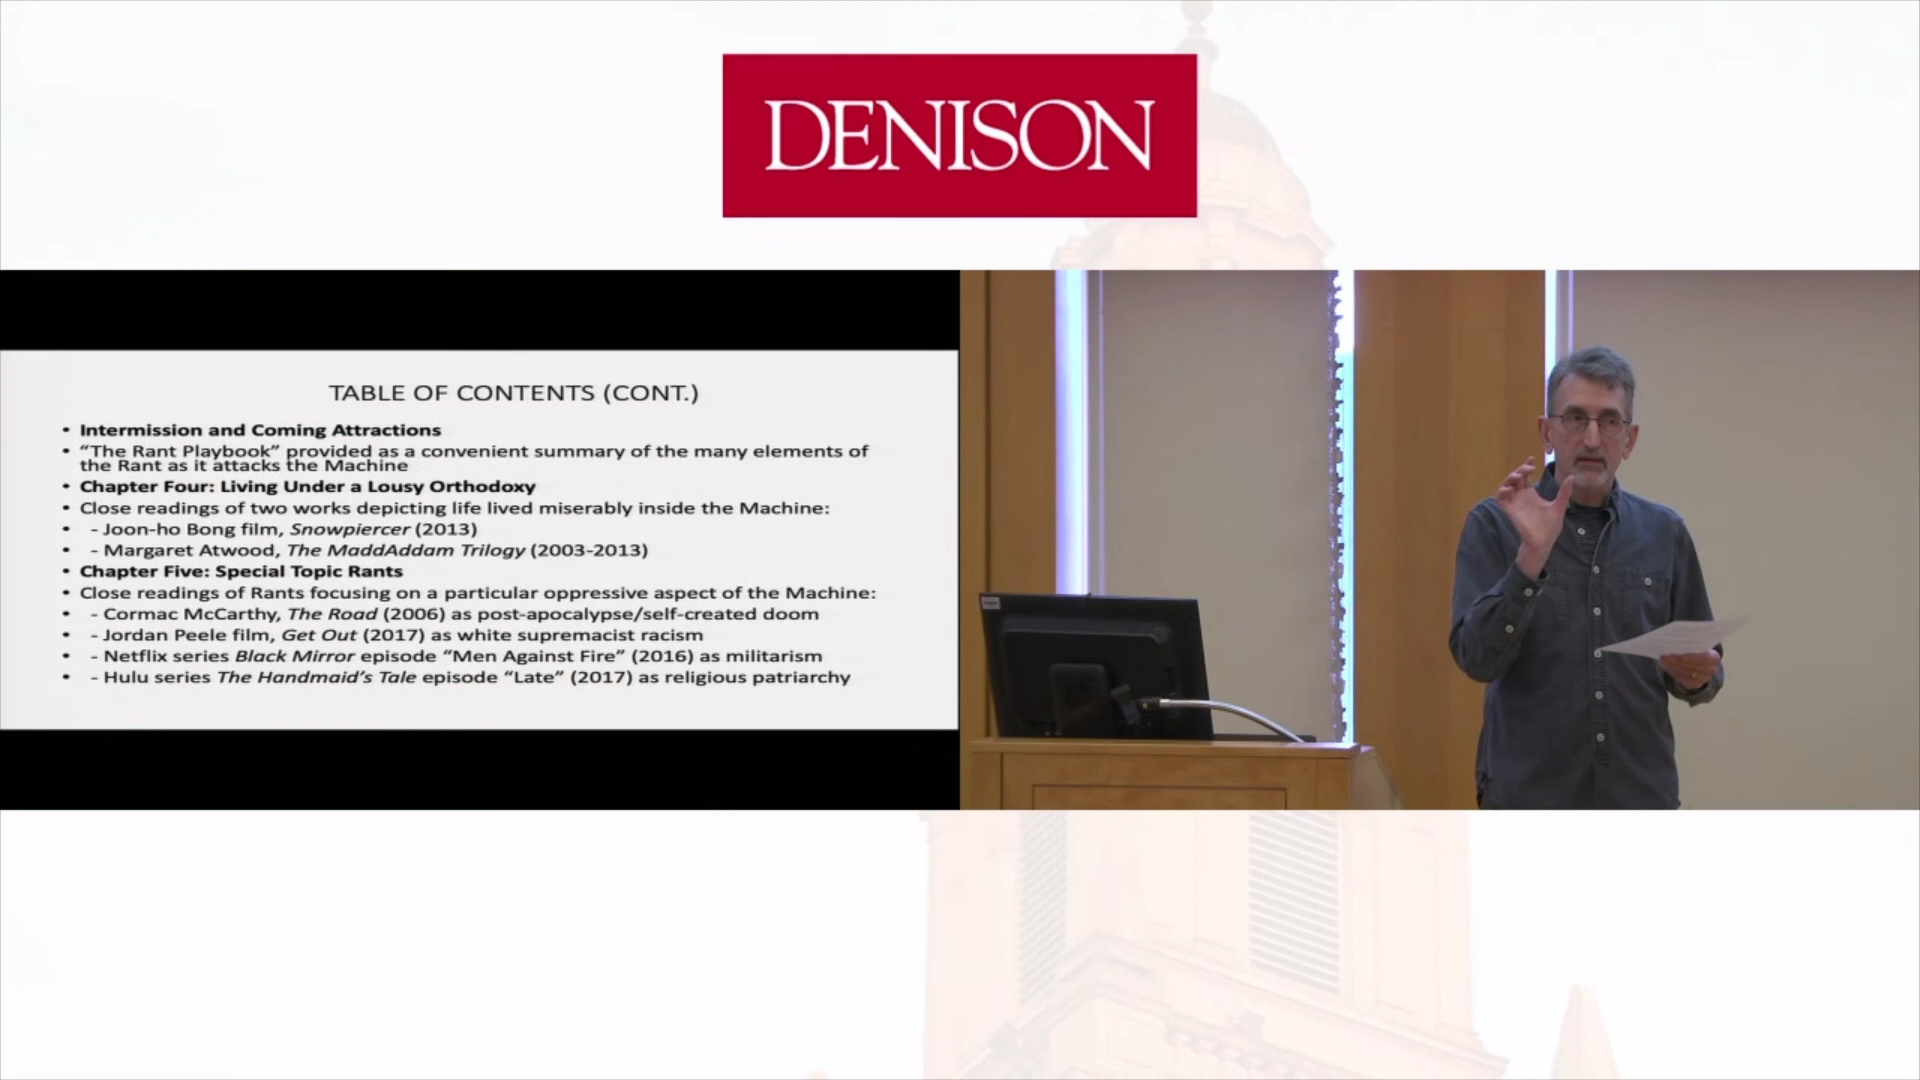 DENISON
TABLE OF CONTENTS (CONT.)
• Intermission and Coming Attractions
• “The Rant Playbook” provided as a convenient summary of the many elements of
the Rant as it attacks the Machine
• Chapter Four: Living Under a Lousy Orthodoxy
• Close readings of two works depicting life lived miserably inside the Machine:
• - Joon-ho Bong film, Snowpiercer (2013)
• - Margaret Atwood, The MaddAddam Trilogy (2003-2013)
• Chapter Five: Special Topic Rants
• Close readings of Rants focusing on a particular oppressive aspect of the Machine:
• - Cormac McCarthy, The Road (2006) as post-apocalypse/self-created doom
• - Jordan Peele film, Get Out (2017) as white supremacist racism
• - Netflix series Black Mirror episode “Men Against Fire” (2016) as militarism
• - Hulu series The Handmaid’s Tale episode “Late” (2017) as religious patriarchy